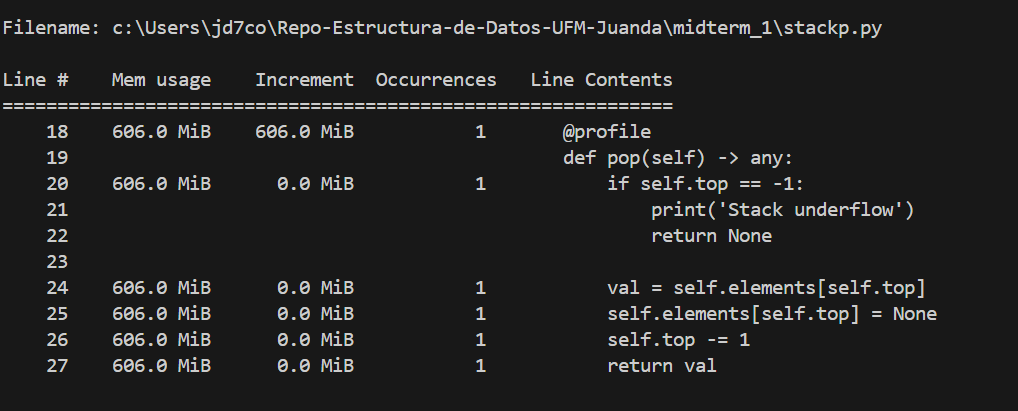 Filename: c:\Users\jd7co\Repo-Estructura-de-Datos-UFM-Juanda\midterm_1\stackp.py

Line #    Mem usage    Increment  Occurrences   Line Contents
=============================================================
    18    606.0 MiB    606.0 MiB           1       @profile
    19                                             def pop(self) -> any:
    20    606.0 MiB      0.0 MiB           1           if self.top == -1:
    21                                                     print('Stack underflow')
    22                                                     return None
    23
    24    606.0 MiB      0.0 MiB           1           val = self.elements[self.top]
    25    606.0 MiB      0.0 MiB           1           self.elements[self.top] = None
    26    606.0 MiB      0.0 MiB           1           self.top -= 1
    27    606.0 MiB      0.0 MiB           1           return val